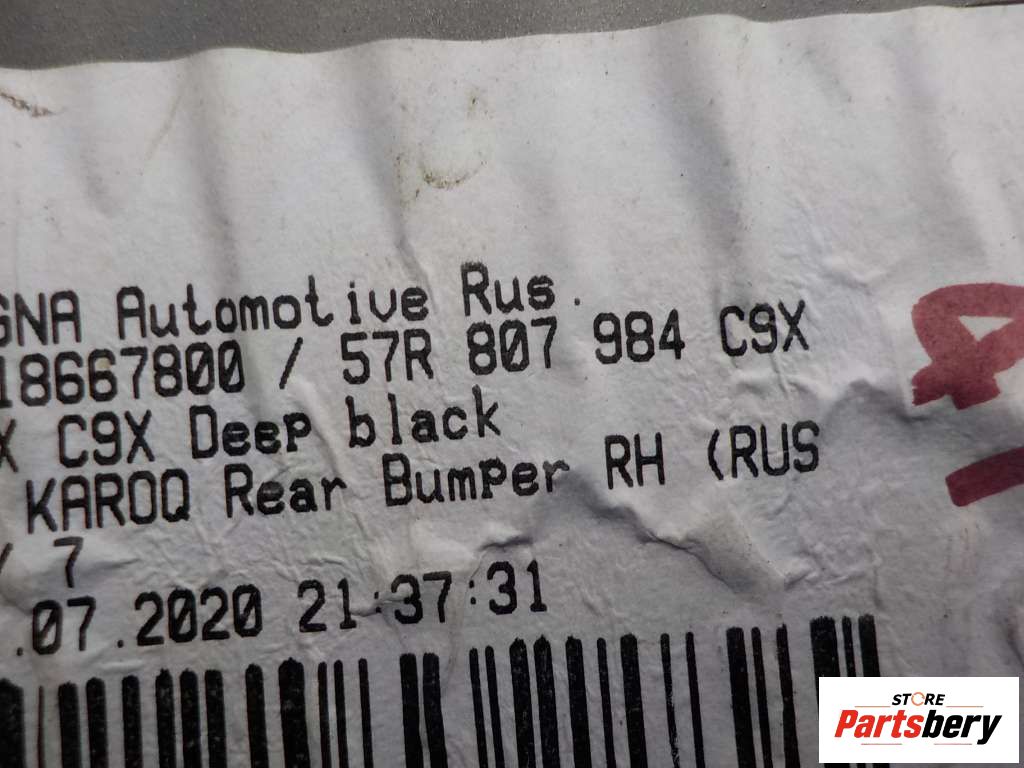 GNA Automotive Rus.
18667800 / 57R 807 984 C9X
X C9X Deep black
KAROQ Rear Bumper RH (RUS
/ 7
.07.2020 21:37:31
STORE
Partsbery